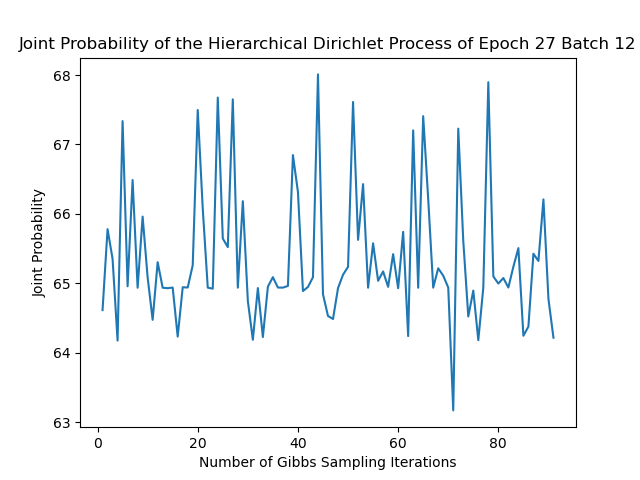 Joint Probability of the Hierarchical Dirichlet Process of Epoch 27 Batch 12
68
67
66
65
64
63
Joint Probability
0 20 40 60 80
Number of Gibbs Sampling Iterations